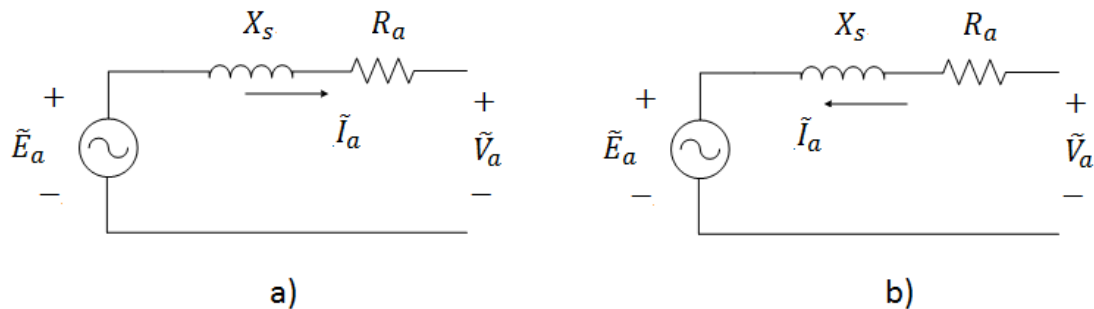 X_s R_a
+ Ẽ_a −
Ĩ_a
+ Ṽ_a −
a)
X_s R_a
+ Ẽ_a −
Ĩ_a
+ Ṽ_a −
b)